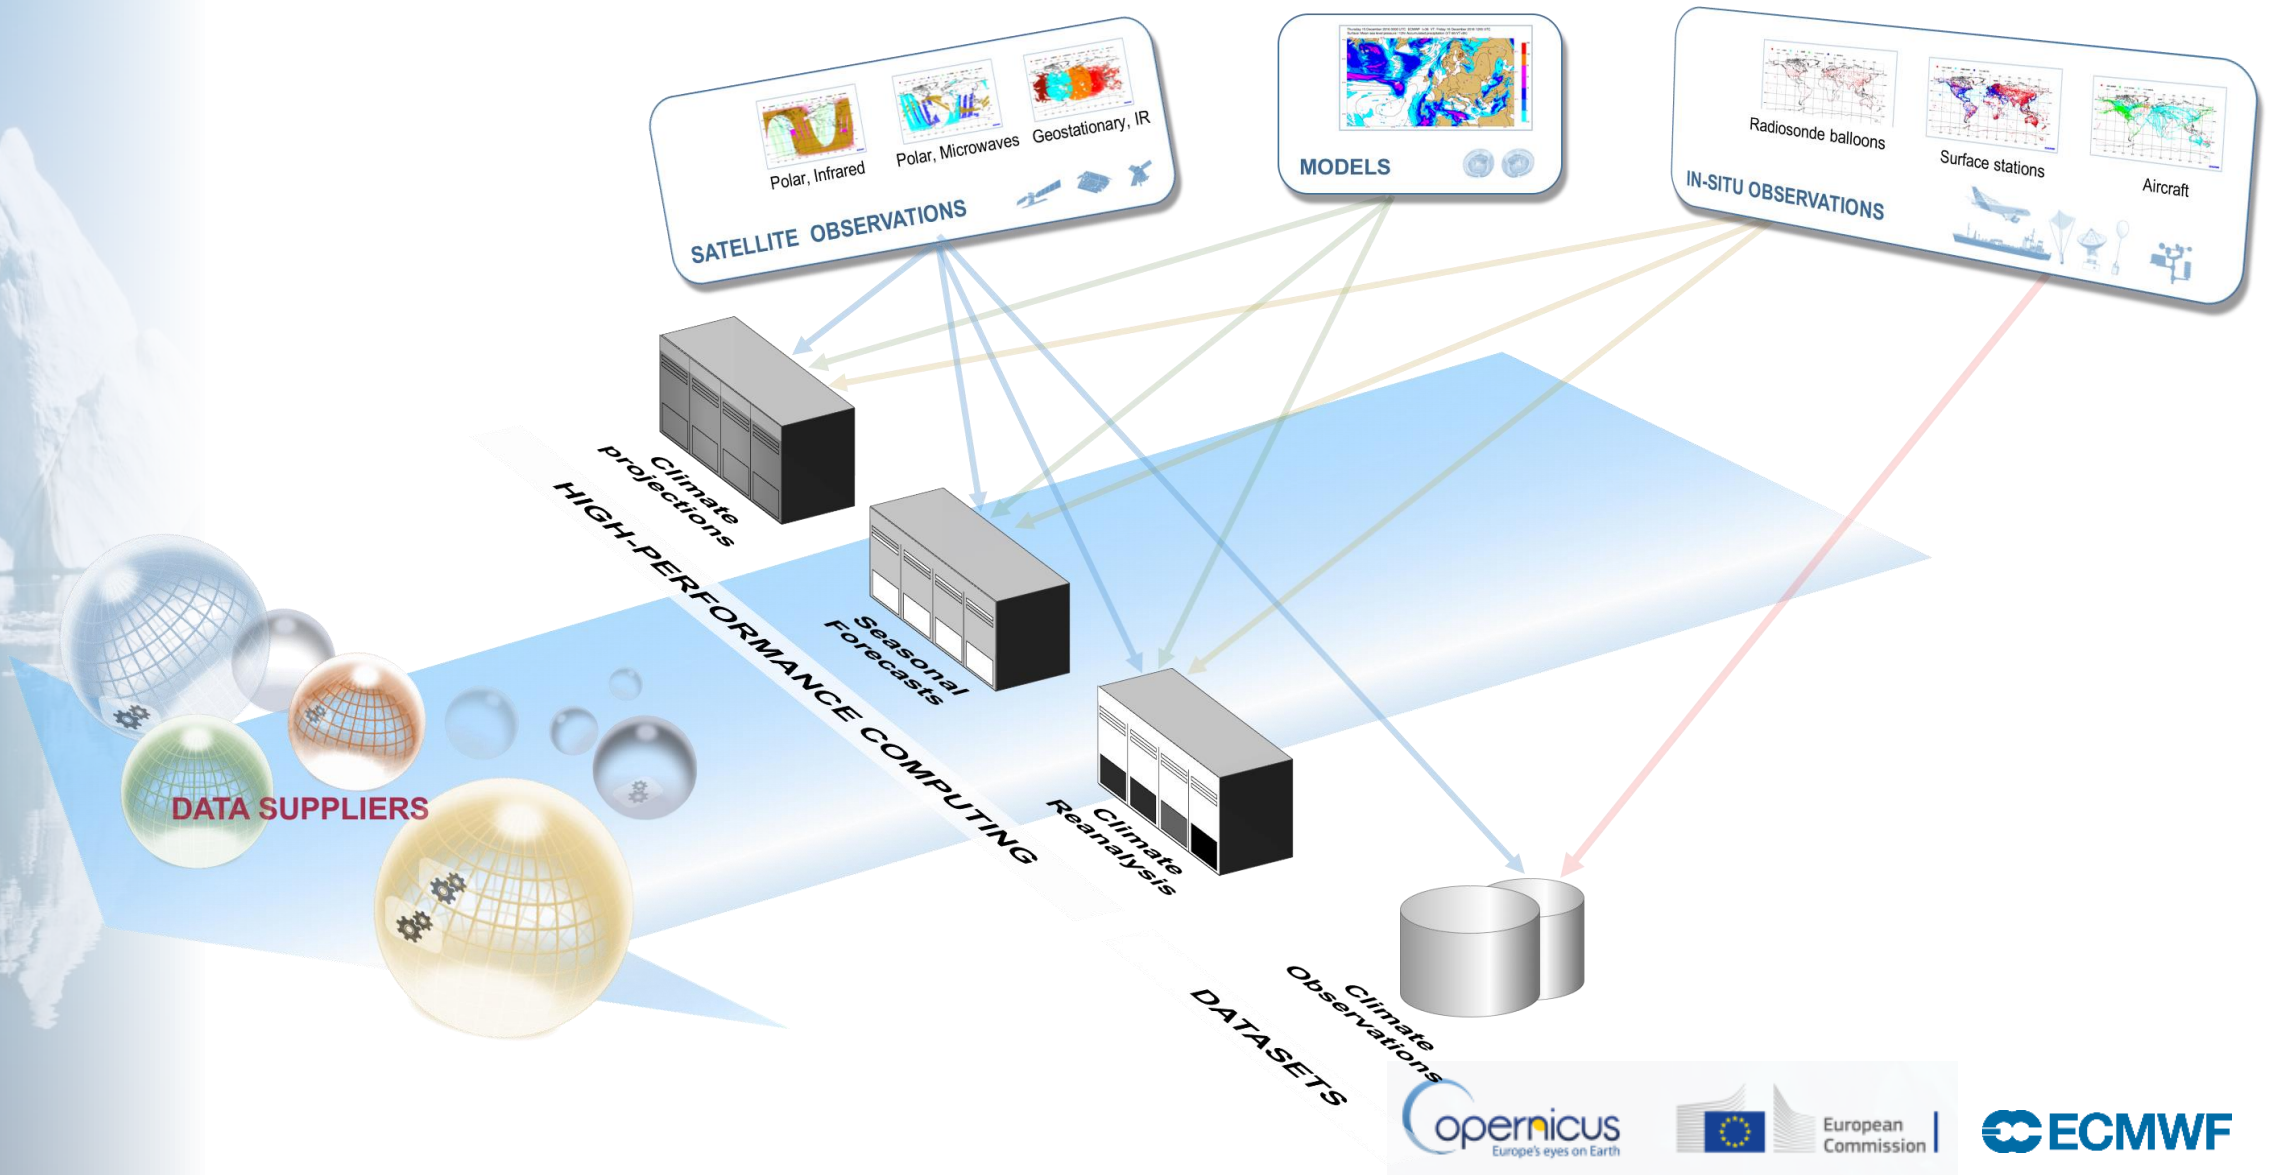 Polar, Infrared
Polar, Microwaves
Geostationary, IR
SATELLITE OBSERVATIONS
MODELS
Radiosonde balloons
Surface stations
Aircraft
IN-SITU OBSERVATIONS
Climate
projections
HIGH-PERFORMANCE COMPUTING
Seasonal
Forecasts
Climate
Reanalysis
DATA SUPPLIERS
Climate
Observations
DATASETS
opernicus
Europe's eyes on Earth
European
Commission
ECMWF